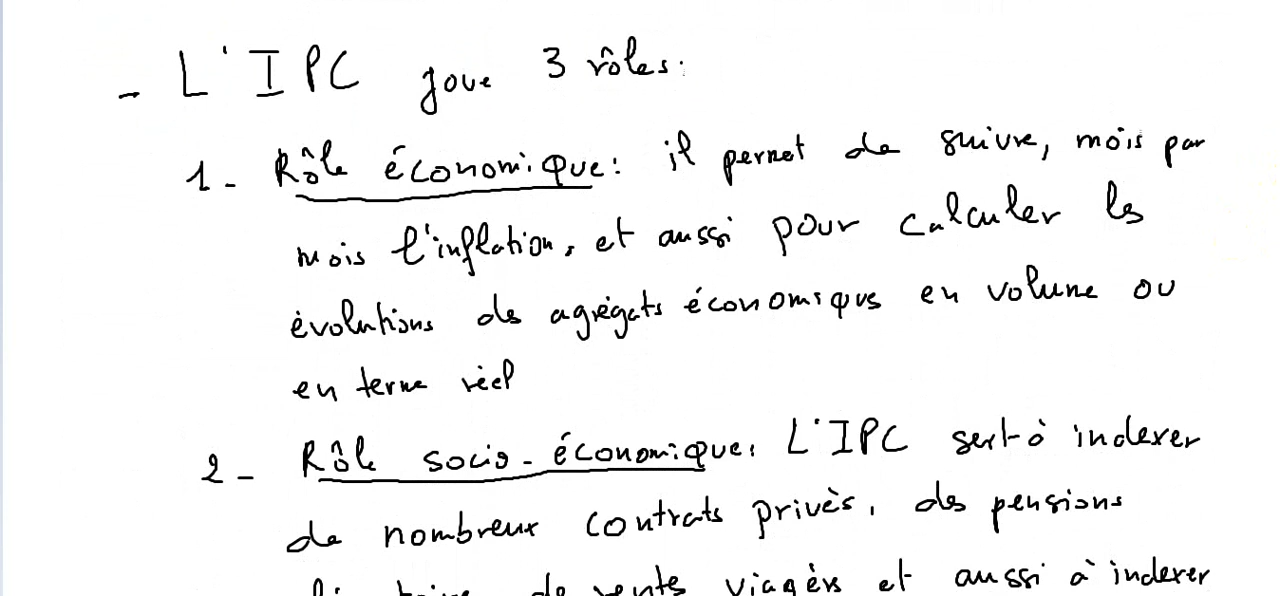 - L'IPC joue 3 rôles:
1- Rôle économique: il permet de suivre, mois par
mois l'inflation, et aussi pour calculer les
évolutions des agrégats économiques en volume ou
en terme réel
2- Rôle socio-économique: L'IPC sert à indexer
de nombreux contrats privés, des pensions
alimentaires, de rente viagères et aussi à indexer